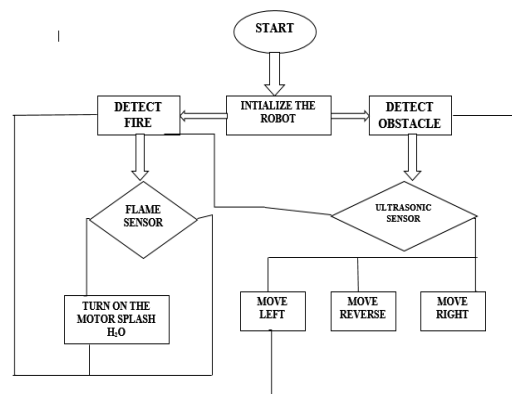 START
DETECT
FIRE
INTIALIZE THE
ROBOT
DETECT
OBSTACLE
FLAME
SENSOR
ULTRASONIC
SENSOR
TURN ON THE
MOTOR SPLASH
H₂O
MOVE
LEFT
MOVE
REVERSE
MOVE
RIGHT